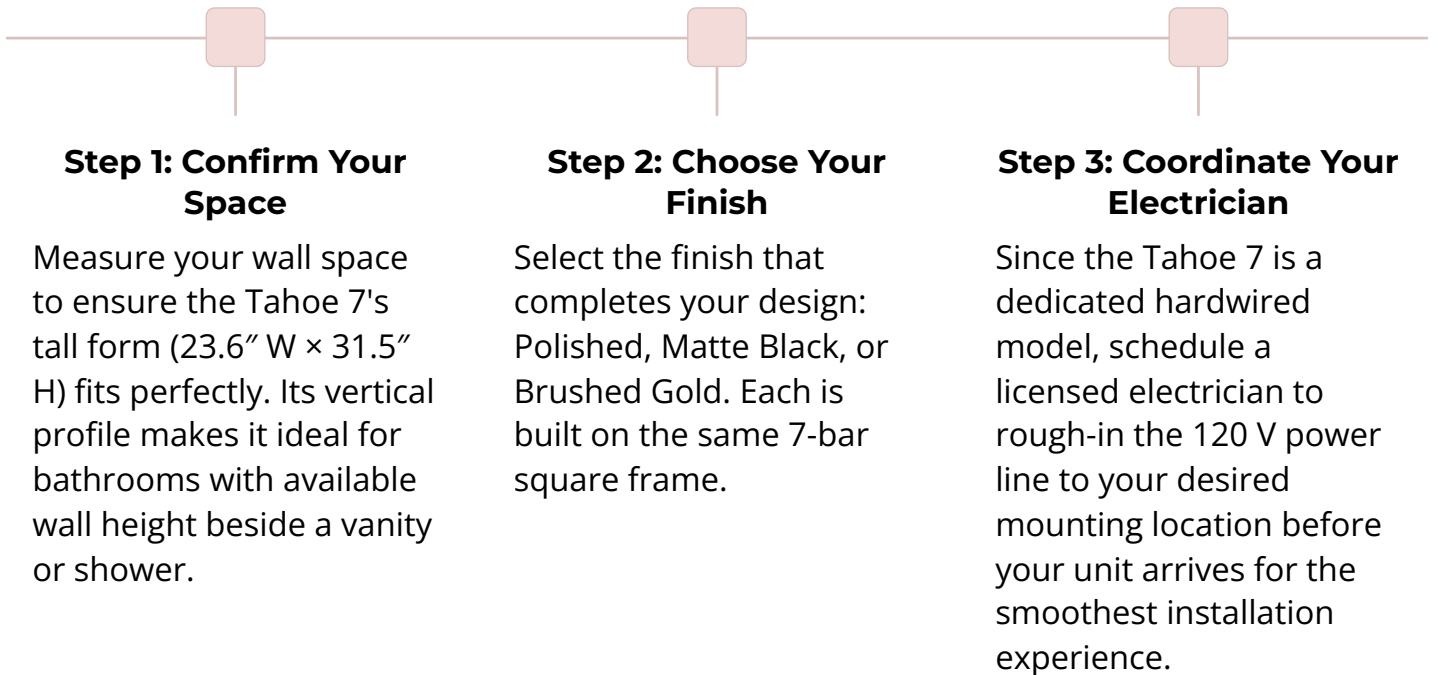 Step 1: Confirm Your
Space
Measure your wall space
to ensure the Tahoe 7's
tall form (23.6″ W × 31.5″
H) fits perfectly. Its vertical
profile makes it ideal for
bathrooms with available
wall height beside a vanity
or shower.
Step 2: Choose Your
Finish
Select the finish that
completes your design:
Polished, Matte Black, or
Brushed Gold. Each is
built on the same 7-bar
square frame.
Step 3: Coordinate Your
Electrician
Since the Tahoe 7 is a
dedicated hardwired
model, schedule a
licensed electrician to
rough-in the 120 V power
line to your desired
mounting location before
your unit arrives for the
smoothest installation
experience.